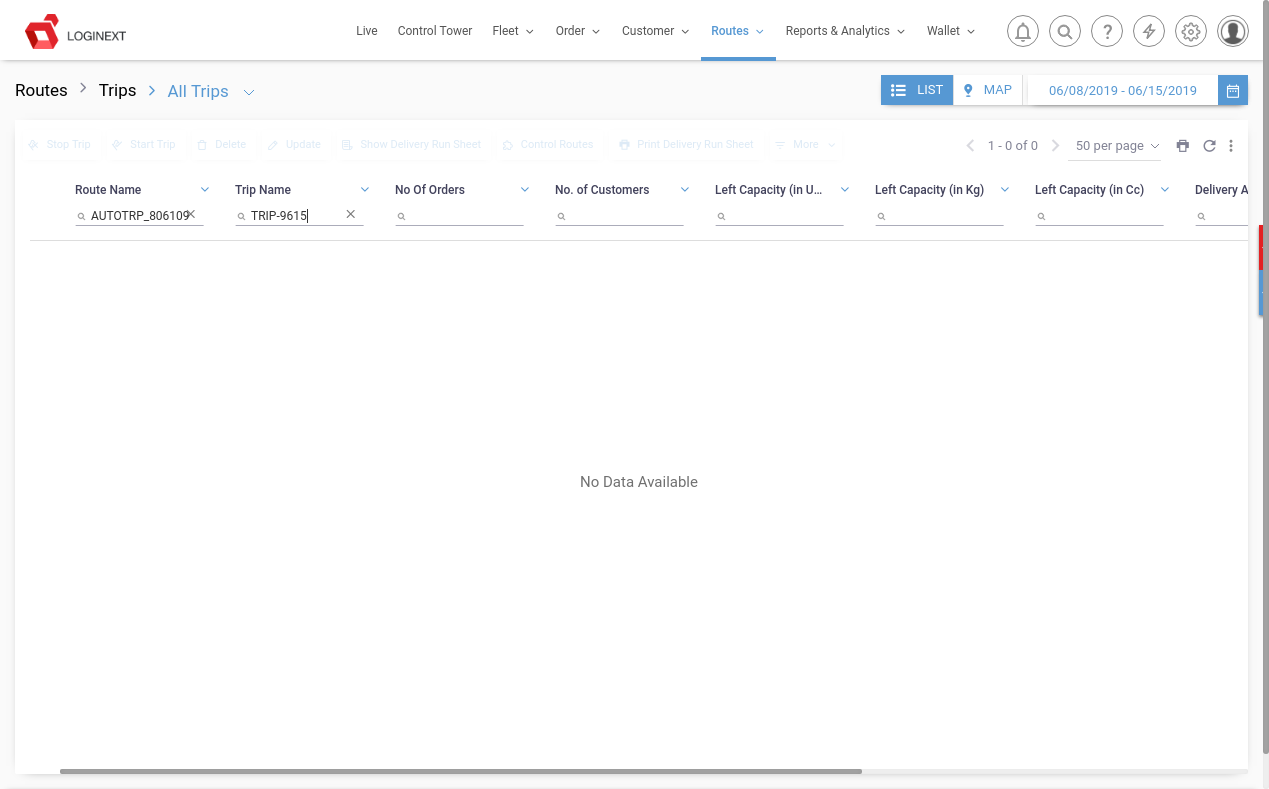 LOGINEXT
Live Control Tower Fleet Order Customer Routes Reports & Analytics Wallet
Routes > Trips > All Trips
LIST MAP 06/08/2019 - 06/15/2019
Stop Trip Start Trip Delete Update Show Delivery Run Sheet Control Routes Print Delivery Run Sheet More
1 - 0 of 0 50 per page
Route Name Trip Name No Of Orders No. of Customers Left Capacity (in U... Left Capacity (in Kg) Left Capacity (in Cc) Delivery A
AUTOTRP_806109 TRIP-9615
No Data Available